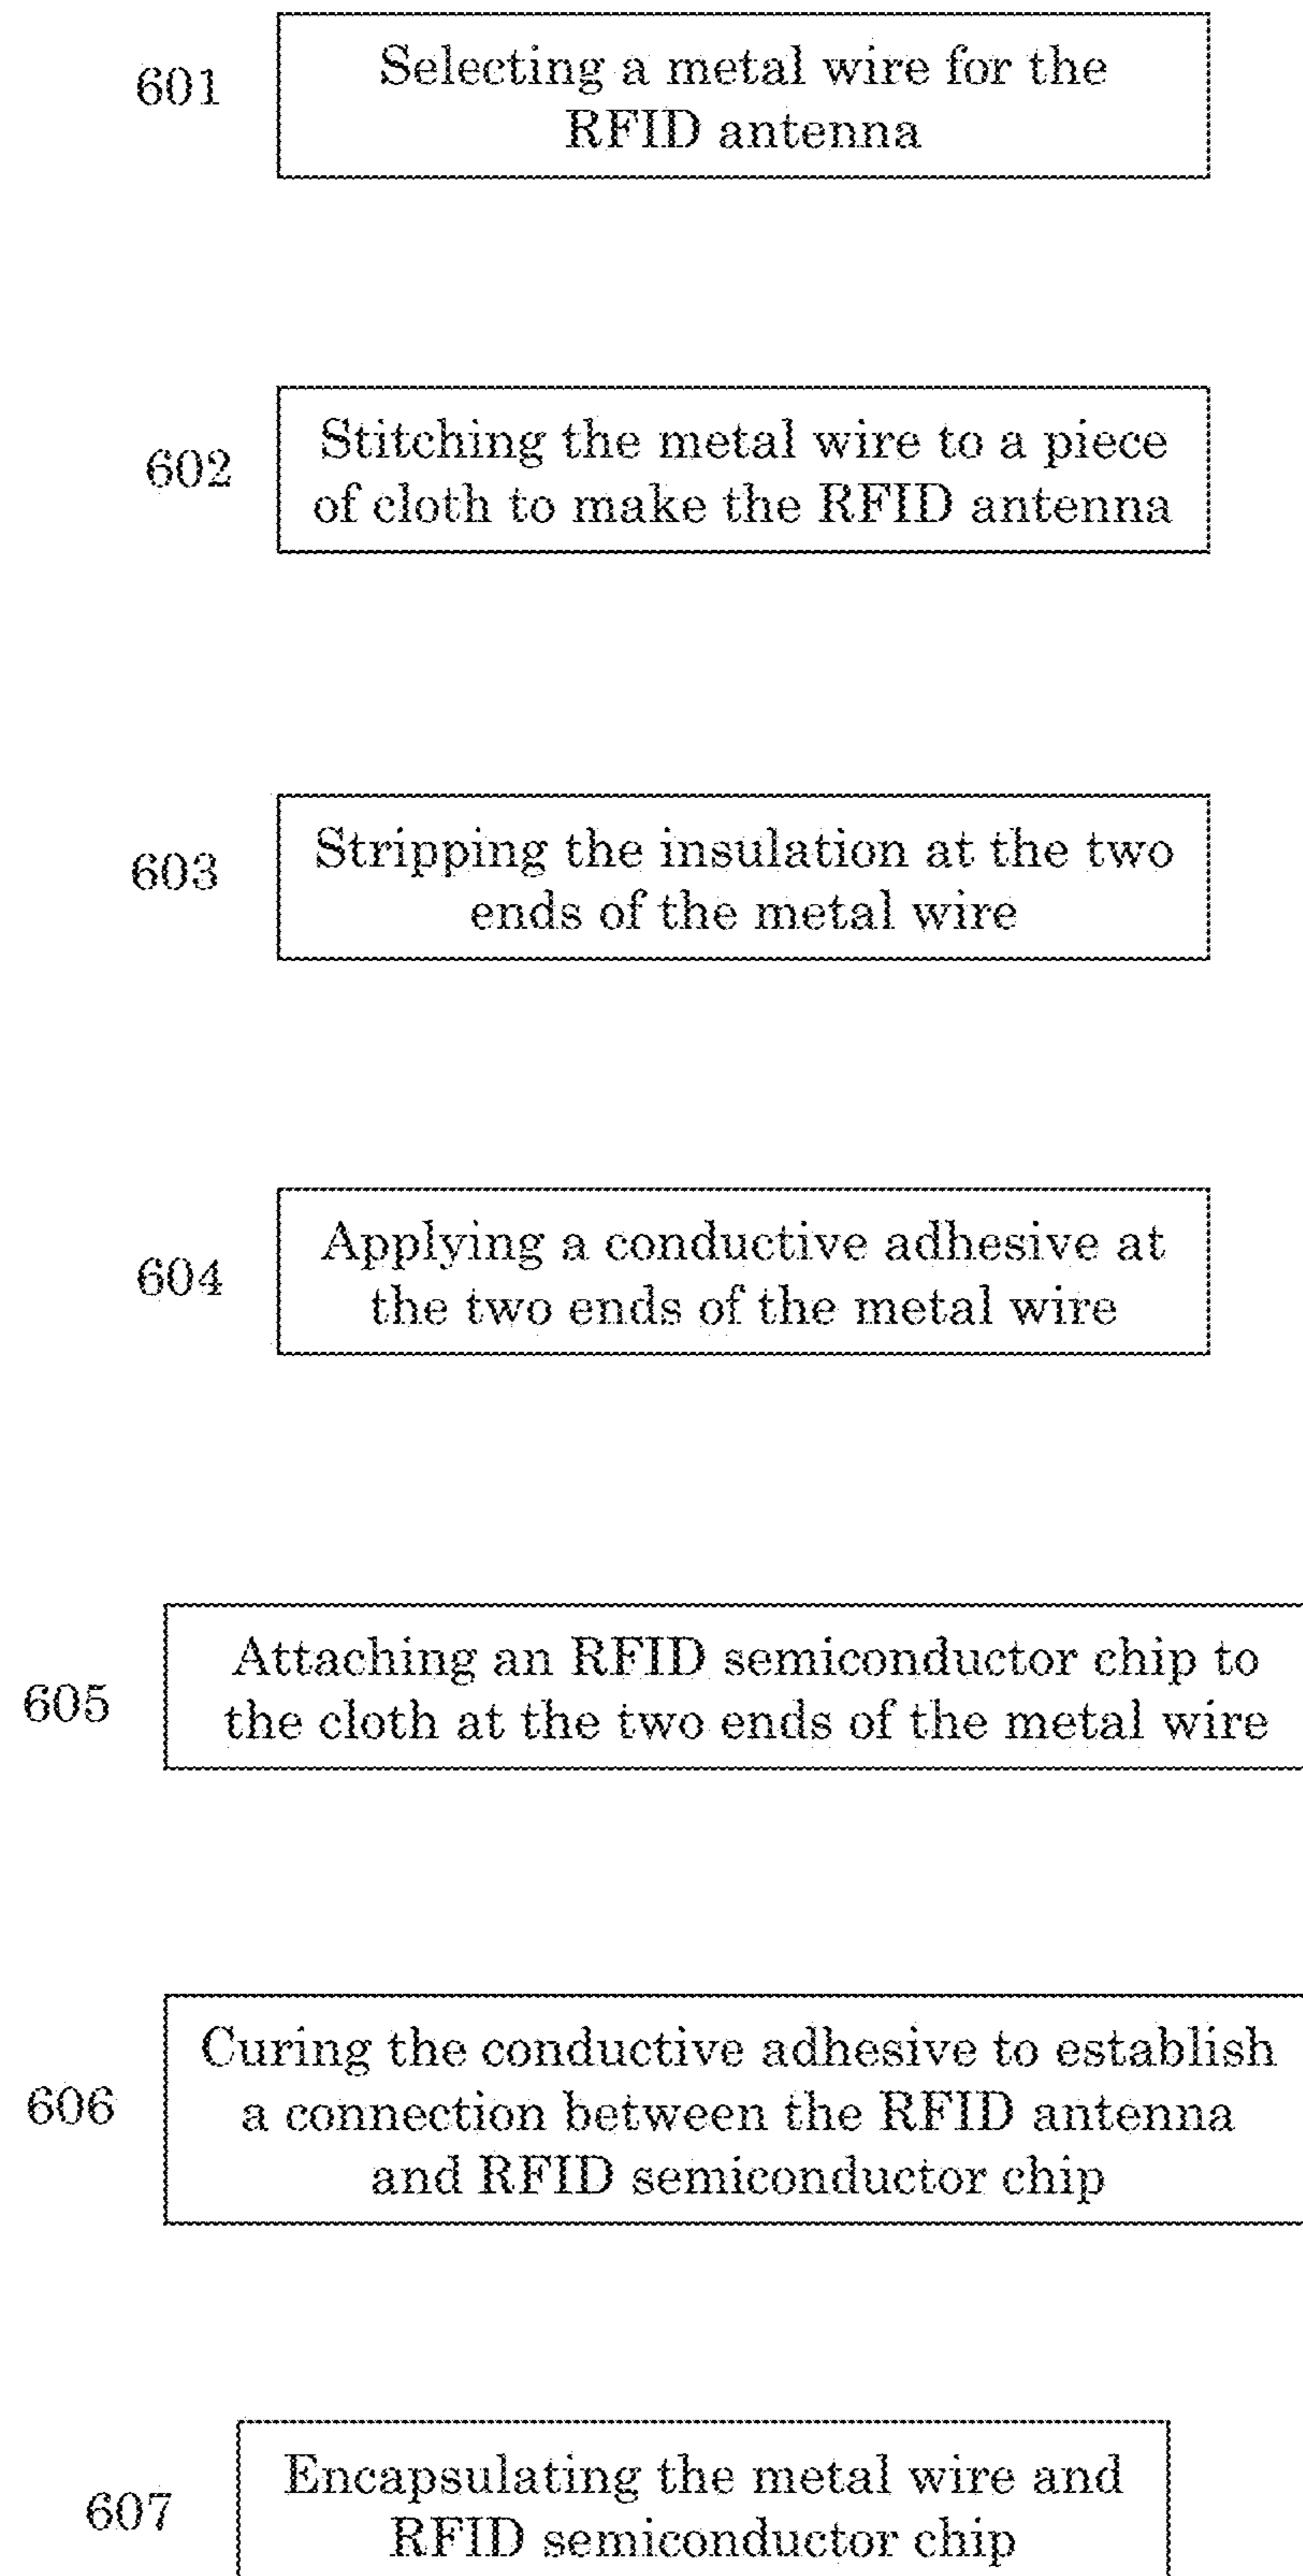 601
Selecting a metal wire for the
RFID antenna
602
Stitching the metal wire to a piece
of cloth to make the RFID antenna
603
Stripping the insulation at the two
ends of the metal wire
604
Applying a conductive adhesive at
the two ends of the metal wire
605
Attaching an RFID semiconductor chip to
the cloth at the two ends of the metal wire
606
Curing the conductive adhesive to establish
a connection between the RFID antenna
and RFID semiconductor chip
607
Encapsulating the metal wire and
RFID semiconductor chip